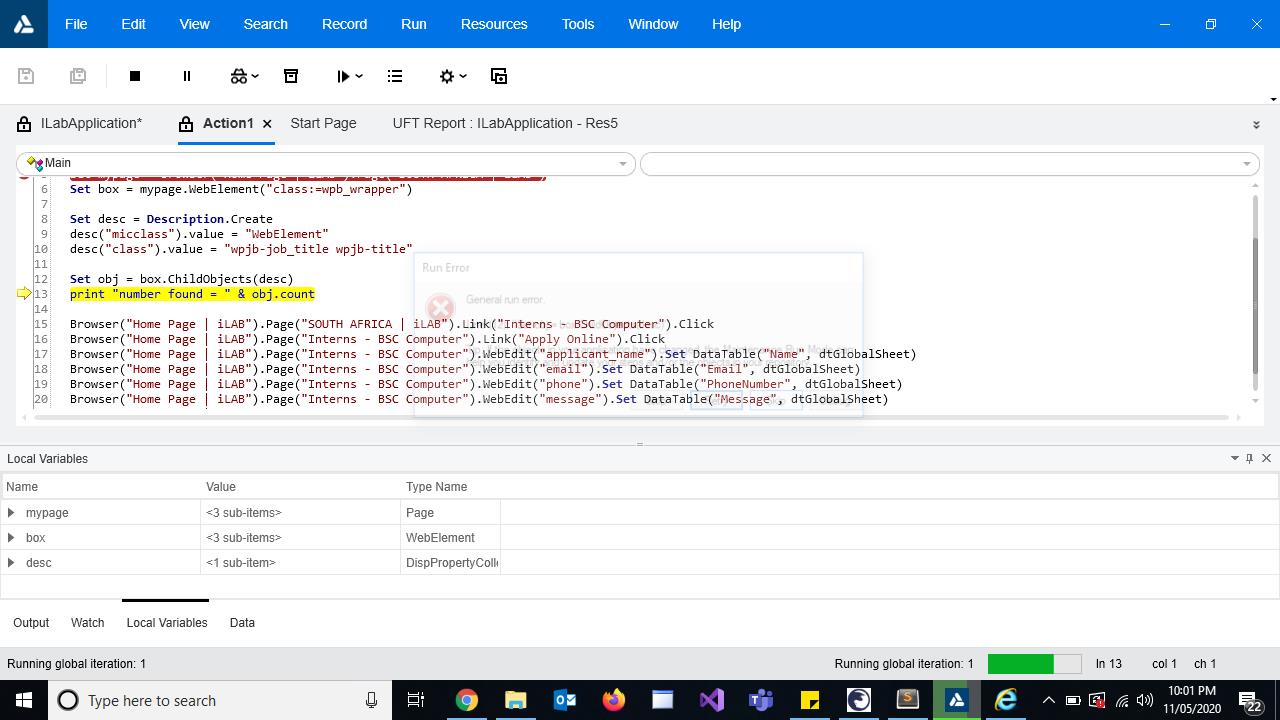 File Edit View Search Record Run Resources Tools Window Help
ILabApplication* Action1 × Start Page UFT Report : ILabApplication - Res5
Main
6 Set box = mypage.WebElement("class:=wpb_wrapper")
7
8 Set desc = Description.Create
9 desc("micclass").value = "WebElement"
10 desc("class").value = "wpjb-job_title wpjb-title"
11
12 Set obj = box.ChildObjects(desc)
13 print "number found = " & obj.count
14
15 Browser("Home Page | iLAB").Page("SOUTH AFRICA | iLAB").Link("Interns - BSC Computer").Click
16 Browser("Home Page | iLAB").Page("Interns - BSC Computer").Link("Apply Online").Click
17 Browser("Home Page | iLAB").Page("Interns - BSC Computer").WebEdit("applicant_name").Set DataTable("Name", dtGlobalSheet)
18 Browser("Home Page | iLAB").Page("Interns - BSC Computer").WebEdit("email").Set DataTable("Email", dtGlobalSheet)
19 Browser("Home Page | iLAB").Page("Interns - BSC Computer").WebEdit("phone").Set DataTable("PhoneNumber", dtGlobalSheet)
20 Browser("Home Page | iLAB").Page("Interns - BSC Computer").WebEdit("message").Set DataTable("Message", dtGlobalSheet)
Run Error
General run error.
Local Variables
Name Value Type Name
mypage <3 sub-items> Page
box <3 sub-items> WebElement
desc <1 sub-item> DispPropertyColle
Output Watch Local Variables Data
Running global iteration: 1 Running global iteration: 1 ln 13 col 1 ch 1
Type here to search
10:01 PM
11/05/2020
22